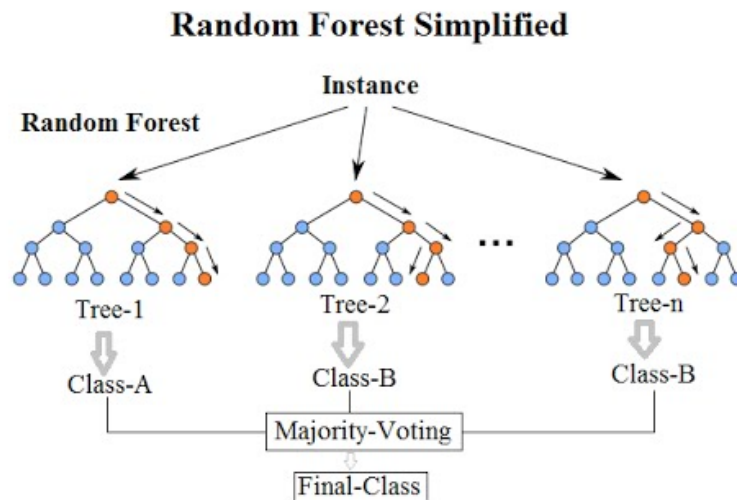 Random Forest Simplified
Instance
Random Forest
...
Tree-1
Tree-2
Tree-n
Class-A
Class-B
Class-B
Majority-Voting
Final-Class